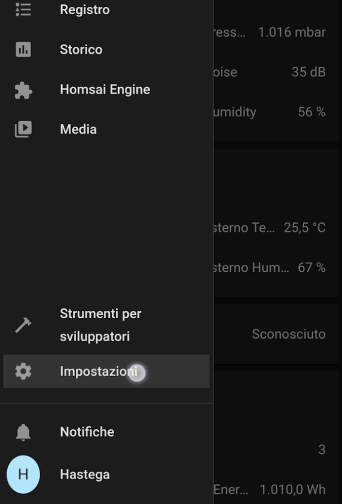 Registro
Storico
Homsai Engine
Media
Strumenti per
sviluppatori
Impostazioni
Notifiche
H
Hastega
ress... 1.016 mbar
oise 35 dB
umidity 56 %
sterno Te... 25,5 °C
sterno Hum... 67 %
Sconosciuto
3
Ener... 1.010,0 Wh